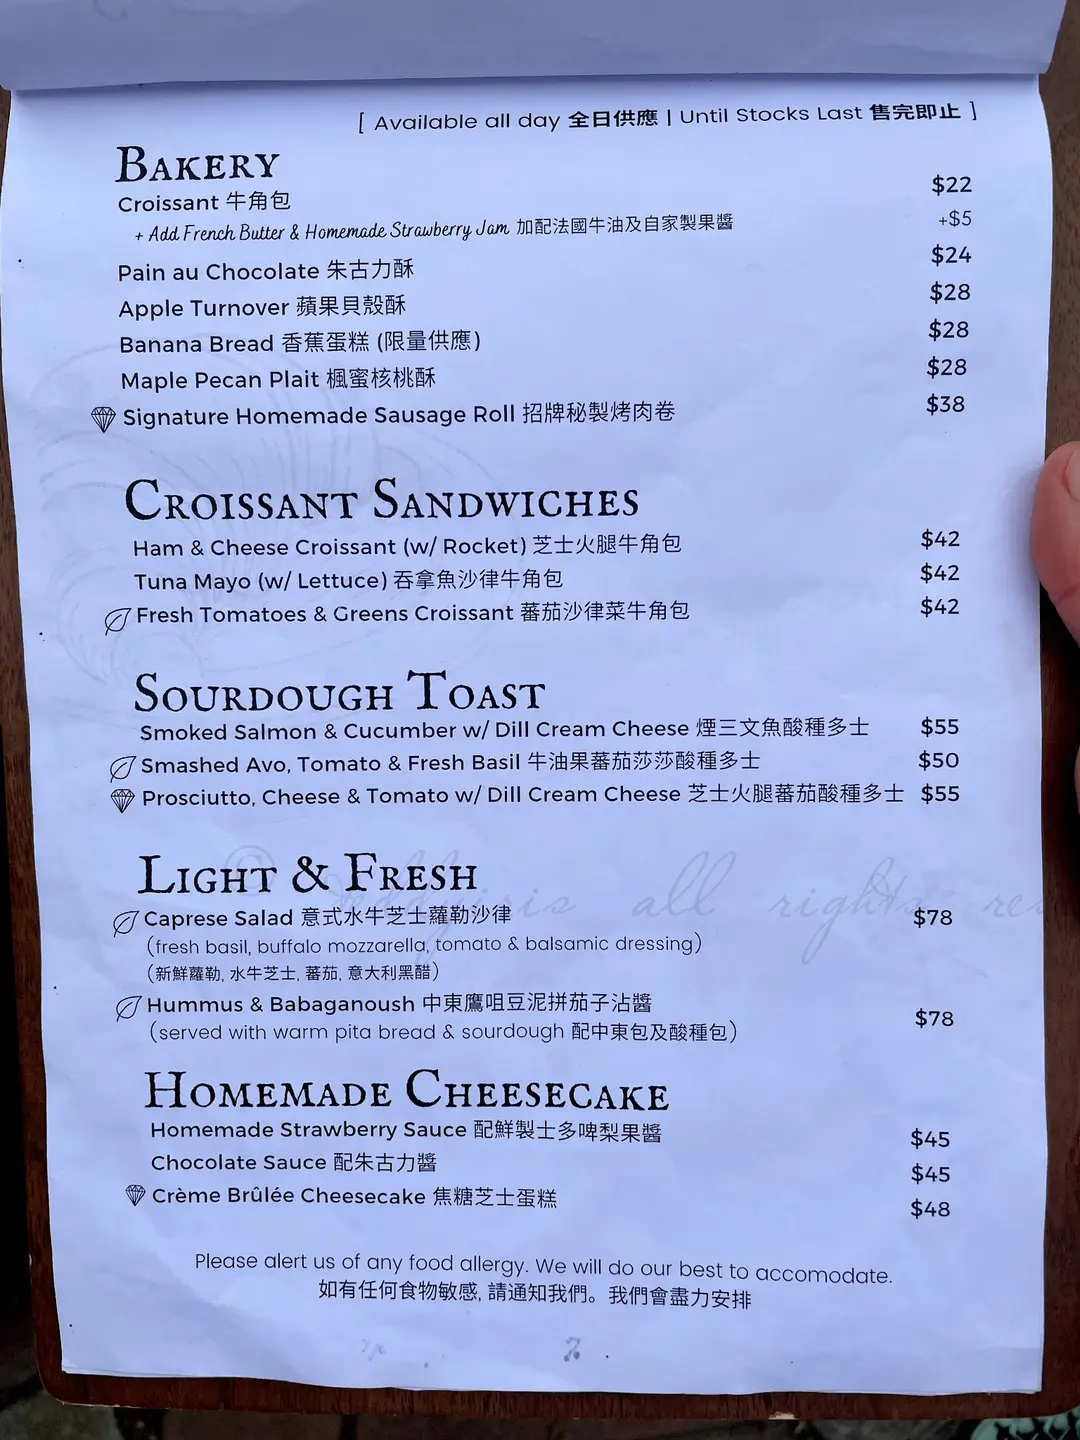 [ Available all day 全日供應 | Until Stocks Last 售完即止 ]
BAKERY
Croissant 牛角包 $22
+ Add French Butter & Homemade Strawberry Jam 加配法國牛油及自家製果醬 +$5
Pain au Chocolate 朱古力酥 $24
Apple Turnover 蘋果貝殼酥 $28
Banana Bread 香蕉蛋糕 (限量供應) $28
Maple Pecan Plait 楓蜜核桃酥 $28
Signature Homemade Sausage Roll 招牌秘製烤肉卷 $38
CROISSANT SANDWICHES
Ham & Cheese Croissant (w/ Rocket) 芝士火腿牛角包 $42
Tuna Mayo (w/ Lettuce) 吞拿魚沙律牛角包 $42
Fresh Tomatoes & Greens Croissant 蕃茄沙律菜牛角包 $42
SOURDOUGH TOAST
Smoked Salmon & Cucumber w/ Dill Cream Cheese 煙三文魚酸種多士 $55
Smashed Avo, Tomato & Fresh Basil 牛油果蕃茄莎莎酸種多士 $50
Prosciutto, Cheese & Tomato w/ Dill Cream Cheese 芝士火腿蕃茄酸種多士 $55
LIGHT & FRESH
Caprese Salad 意式水牛芝士蘿勒沙律 $78
(fresh basil, buffalo mozzarella, tomato & balsamic dressing)
(新鮮蘿勒, 水牛芝士, 蕃茄, 意大利黑醋)
Hummus & Babaganoush 中東鷹咀豆泥拼茄子沾醬 $78
(served with warm pita bread & sourdough 配中東包及酸種包)
© all rights
HOMEMADE CHEESECAKE
Homemade Strawberry Sauce 配鮮製士多啤梨果醬 $45
Chocolate Sauce 配朱古力醬 $45
Crème Brûlée Cheesecake 焦糖芝士蛋糕 $48
Please alert us of any food allergy. We will do our best to accomodate.
如有任何食物敏感, 請通知我們。我們會盡力安排